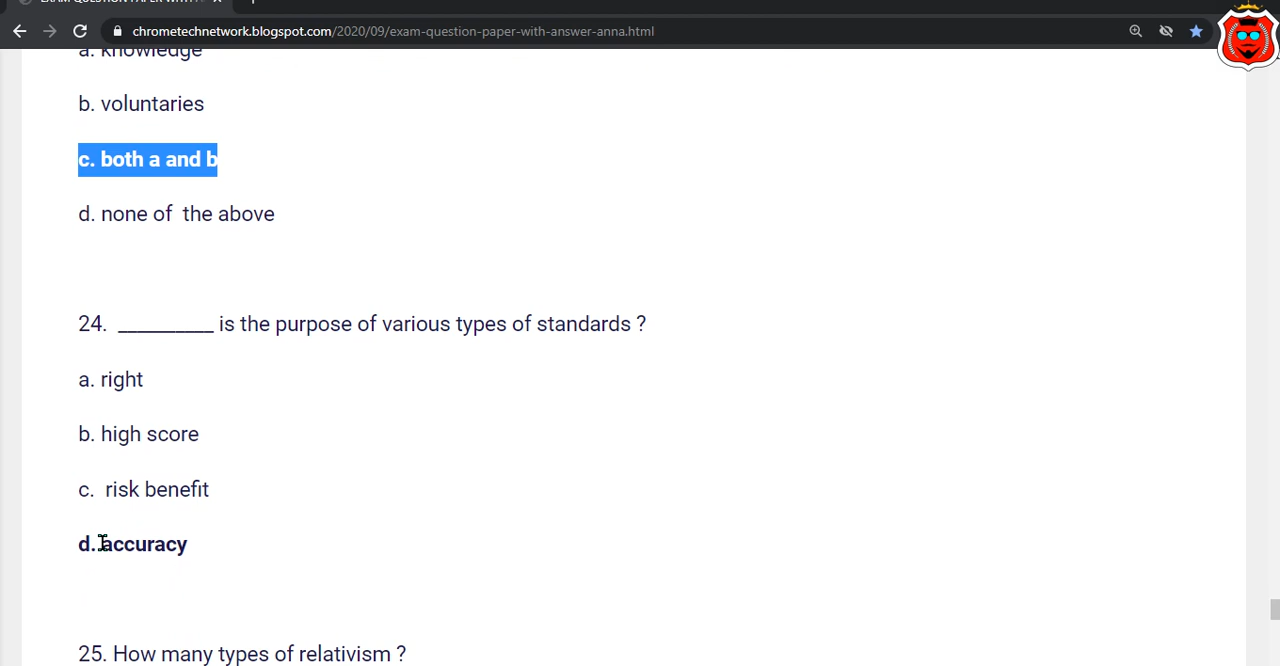 chrometechnetwork.blogspot.com/2020/09/exam-question-paper-with-answer-anna.html
a. knowledge
b. voluntaries
c. both a and b
d. none of  the above
24.  __________ is the purpose of various types of standards ?
a. right
b. high score
c.  risk benefit
d. accuracy
25. How many types of relativism ?